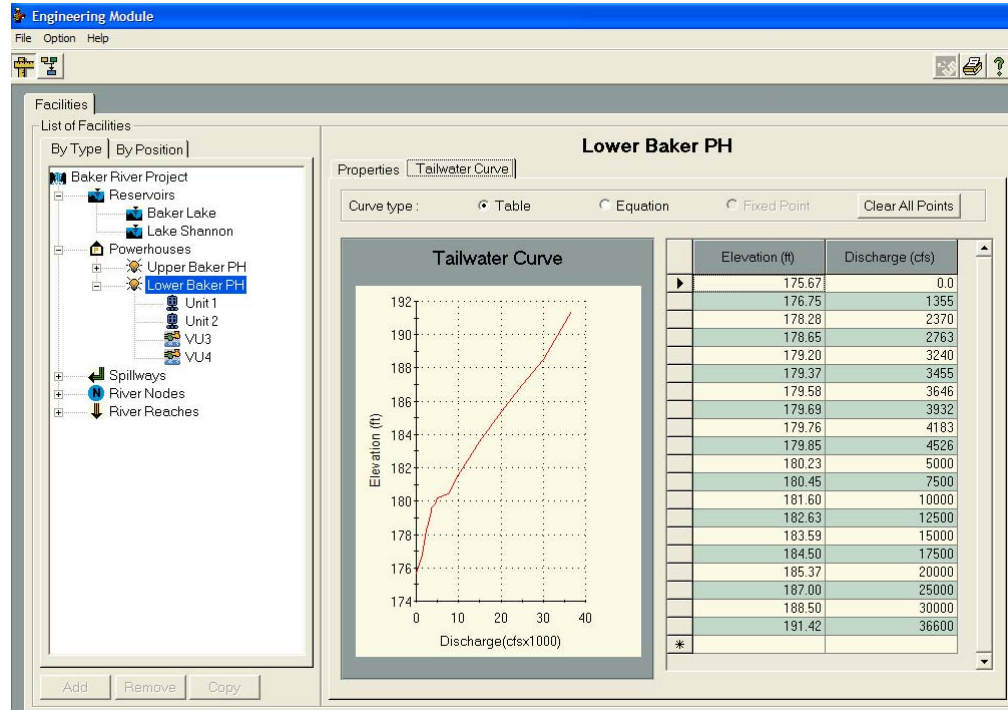 Engineering Module
File Option Help
Facilities
List of Facilities
By Type By Position
Baker River Project
Reservoirs
Baker Lake
Lake Shannon
Powerhouses
Upper Baker PH
Lower Baker PH
Unit 1
Unit 2
VU3
VU4
Spillways
N River Nodes
River Reaches
Add Remove Copy
Lower Baker PH
Properties Tailwater Curve
Curve type : Table Equation Fixed Point Clear All Points
Tailwater Curve
Elevation (ft)
192
190
188
186
184
182
180
178
176
174
0 10 20 30 40
Discharge(cfsx1000)
Elevation (ft) Discharge (cfs)
175.67 0.0
176.75 1355
178.28 2370
178.65 2763
179.20 3240
179.37 3455
179.58 3646
179.69 3932
179.76 4183
179.85 4526
180.23 5000
180.45 7500
181.60 10000
182.63 12500
183.59 15000
184.50 17500
185.37 20000
187.00 25000
188.50 30000
191.42 36600